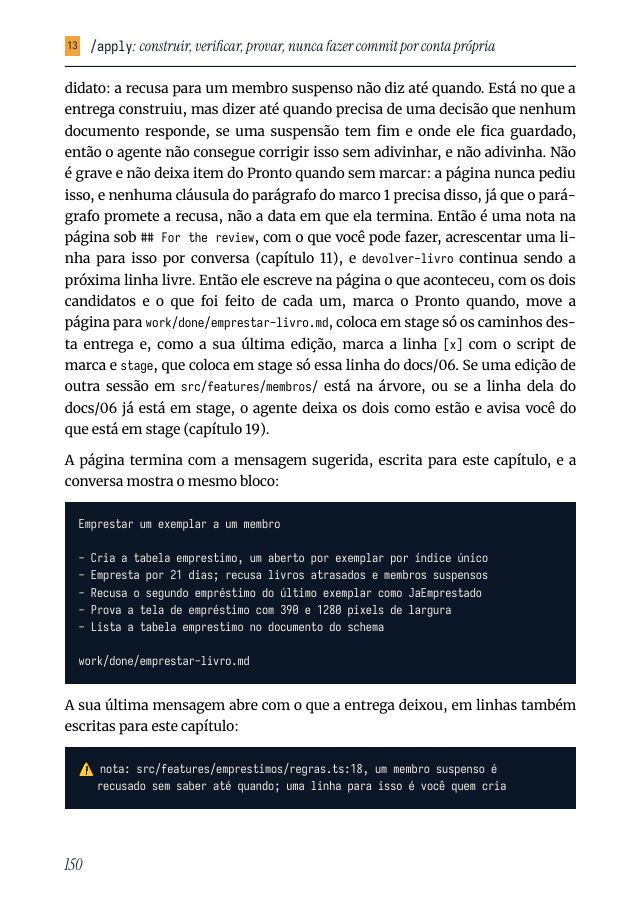 13 /apply: construir, verificar, provar, nunca fazer commit por conta própria
didato: a recusa para um membro suspenso não diz até quando. Está no que a
entrega construiu, mas dizer até quando precisa de uma decisão que nenhum
documento responde, se uma suspensão tem fim e onde ele fica guardado,
então o agente não consegue corrigir isso sem adivinhar, e não adivinha. Não
é grave e não deixa item do Pronto quando sem marcar: a página nunca pediu
isso, e nenhuma cláusula do parágrafo do marco 1 precisa disso, já que o pará-
grafo promete a recusa, não a data em que ela termina. Então é uma nota na
página sob ## For the review, com o que você pode fazer, acrescentar uma li-
nha para isso por conversa (capítulo 11), e devolver-livro continua sendo a
próxima linha livre. Então ele escreve na página o que aconteceu, com os dois
candidatos e o que foi feito de cada um, marca o Pronto quando, move a
página para work/done/emprestar-livro.md, coloca em stage só os caminhos des-
ta entrega e, como a sua última edição, marca a linha [x] com o script de
marca e stage, que coloca em stage só essa linha do docs/06. Se uma edição de
outra sessão em src/features/membros/ está na árvore, ou se a linha dela do
docs/06 já está em stage, o agente deixa os dois como estão e avisa você do
que está em stage (capítulo 19).
A página termina com a mensagem sugerida, escrita para este capítulo, e a
conversa mostra o mesmo bloco:
Emprestar um exemplar a um membro
- Cria a tabela emprestimo, um aberto por exemplar por índice único
- Empresta por 21 dias; recusa livros atrasados e membros suspensos
- Recusa o segundo empréstimo do último exemplar como JaEmprestado
- Prova a tela de empréstimo com 390 e 1280 pixels de largura
- Lista a tabela emprestimo no documento do schema
work/done/emprestar-livro.md
A sua última mensagem abre com o que a entrega deixou, em linhas também
escritas para este capítulo:
⚠️ nota: src/features/emprestimos/regras.ts:18, um membro suspenso é
recusado sem saber até quando; uma linha para isso é você quem cria
150